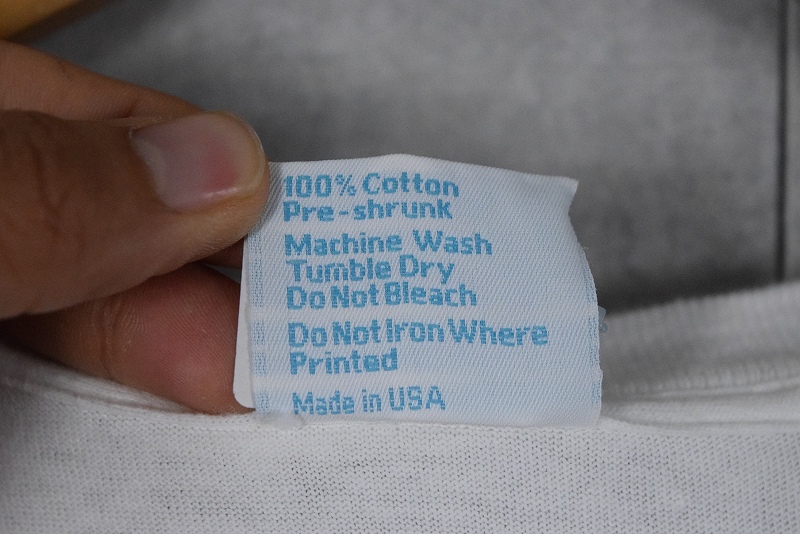 100% Cotton
Pre-shrunk
Machine Wash
Tumble Dry
Do Not Bleach
Do Not Iron Where
Printed
Made in USA